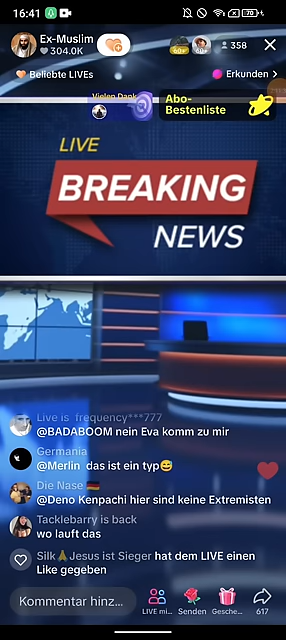 16:41
70
Ex-Muslim
304.0K
60+
60+
358
Beliebte LIVEs
Erkunden >
Vielen Dank
Abo-
Bestenliste
LIVE
BREAKING
NEWS
Live is frequency***777
@BADABOOM nein Eva komm zu mir
Germania
@Merlin das ist ein typ😅
Die Nase 🇩🇪
@Deno Kenpachi hier sind keine Extremisten
Tacklebarry is back
wo lauft das
Silk🙏Jesus ist Sieger hat dem LIVE einen
Like gegeben
Kommentar hinz...
LIVE mi...
Senden
Gesche...
617